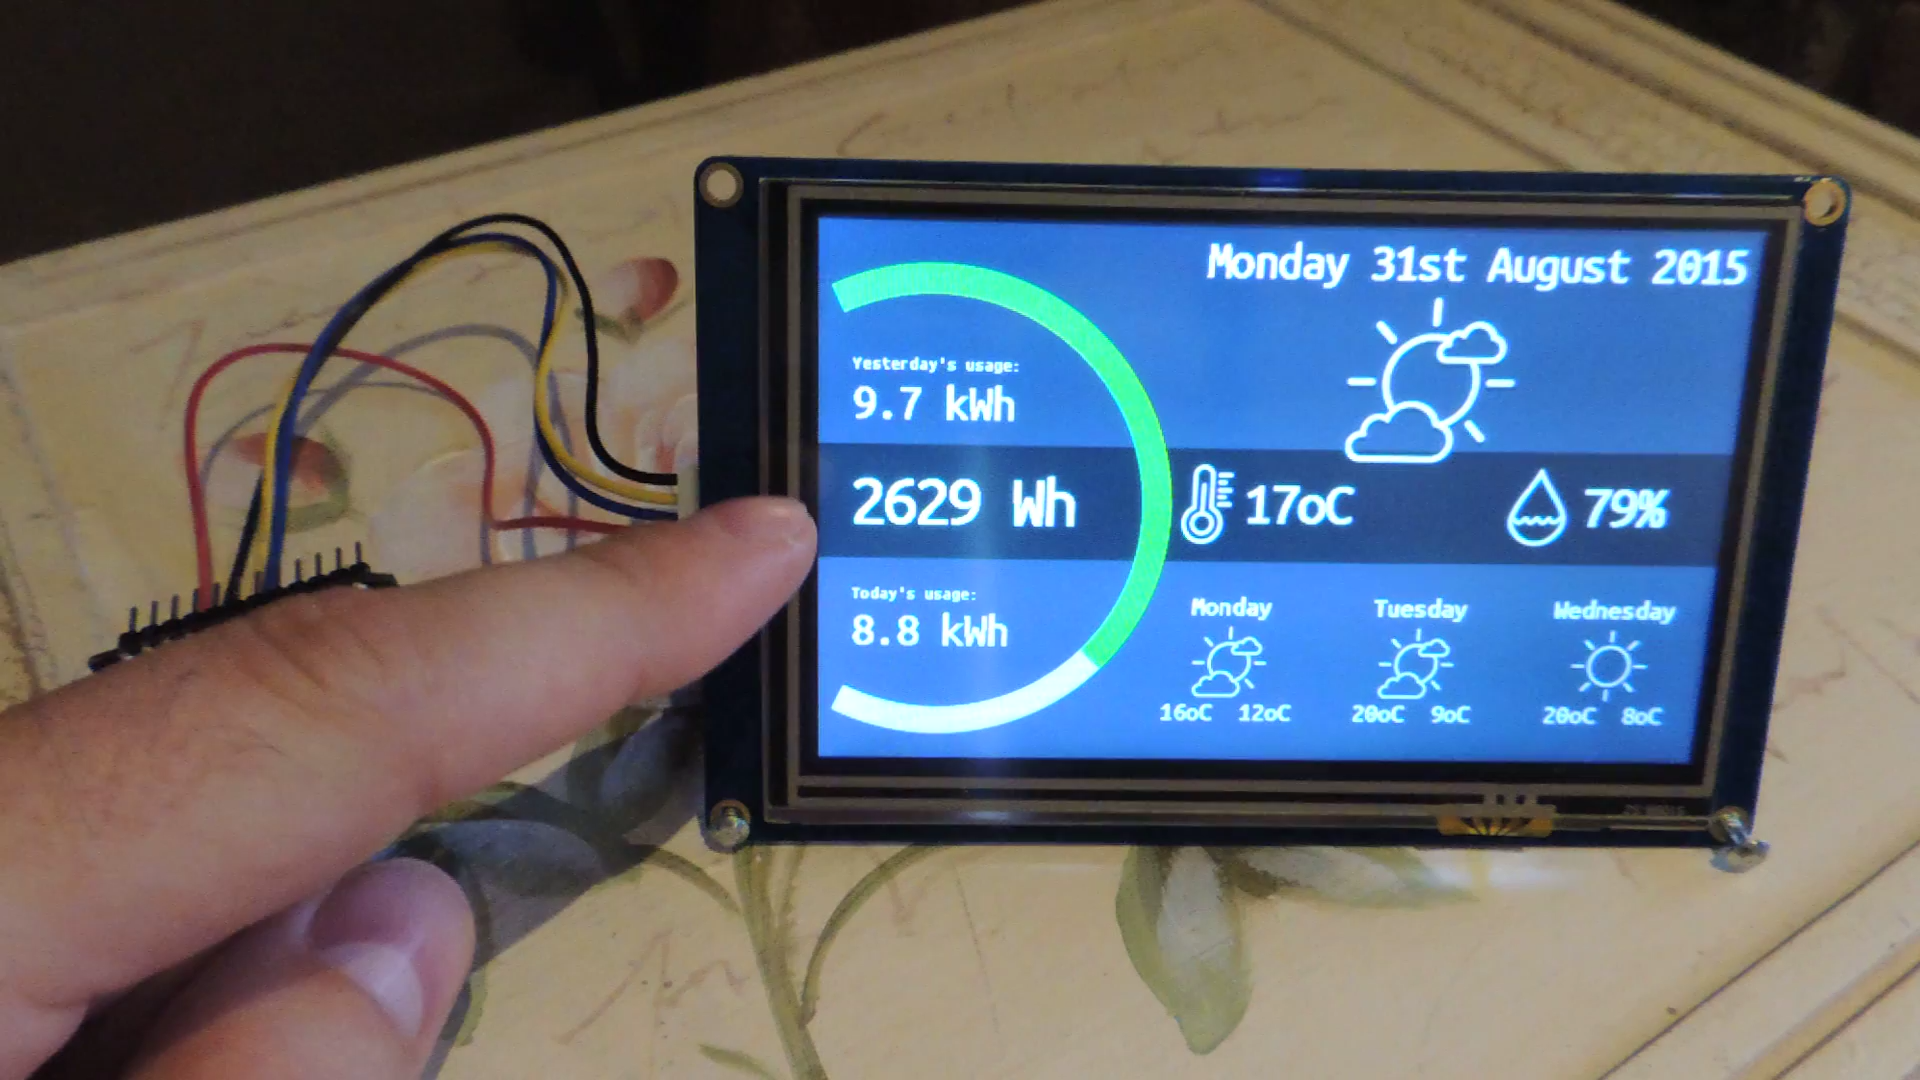 Monday 31st August 2015
Yesterday's usage:
9.7 kWh
2629 Wh
17oC
79%
Today's usage:
8.8 kWh
Monday
Tuesday
Wednesday
16oC 12oC
20oC 9oC
20oC 8oC